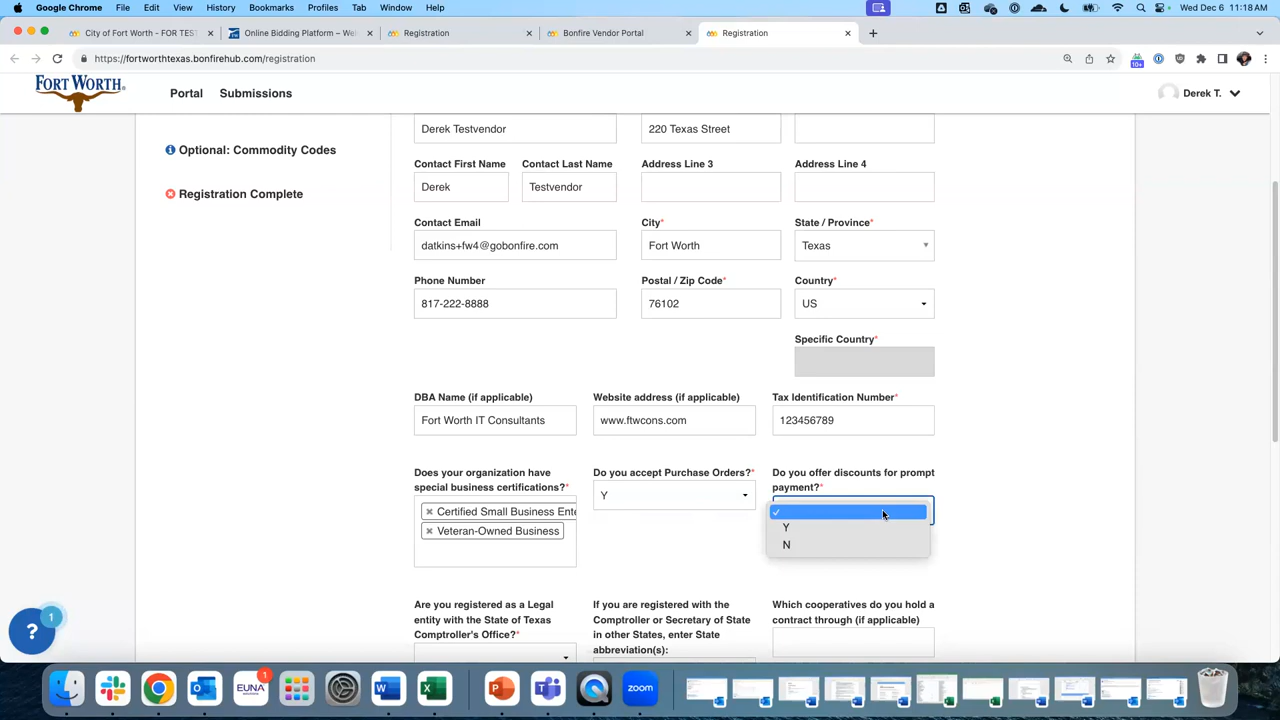 Google Chrome File Edit View History Bookmarks Profiles Tab Window Help Wed Dec 6 11:18 AM
City of Fort Worth - FOR TEST
Online Bidding Platform – We
Registration
Bonfire Vendor Portal
Registration
https://fortworthtexas.bonfirehub.com/registration
10+
FORT WORTH®
Portal
Submissions
Derek T.
Optional: Commodity Codes
Registration Complete
Derek Testvendor
220 Texas Street
Contact First Name
Contact Last Name
Address Line 3
Address Line 4
Derek
Testvendor
Contact Email
City*
State / Province*
datkins+fw4@gobonfire.com
Fort Worth
Texas
Phone Number
Postal / Zip Code*
Country*
817-222-8888
76102
US
Specific Country*
DBA Name (if applicable)
Website address (if applicable)
Tax Identification Number*
Fort Worth IT Consultants
www.ftwcons.com
123456789
Does your organization have
special business certifications?*
Do you accept Purchase Orders?*
Do you offer discounts for prompt
payment?*
Certified Small Business Ente
Veteran-Owned Business
Y
✓
Y
N
Are you registered as a Legal
entity with the State of Texas
Comptroller's Office?*
If you are registered with the
Comptroller or Secretary of State
in other States, enter State
abbreviation(s):
Which cooperatives do you hold a
contract through (if applicable)
?
1
EUNA
1
zoom